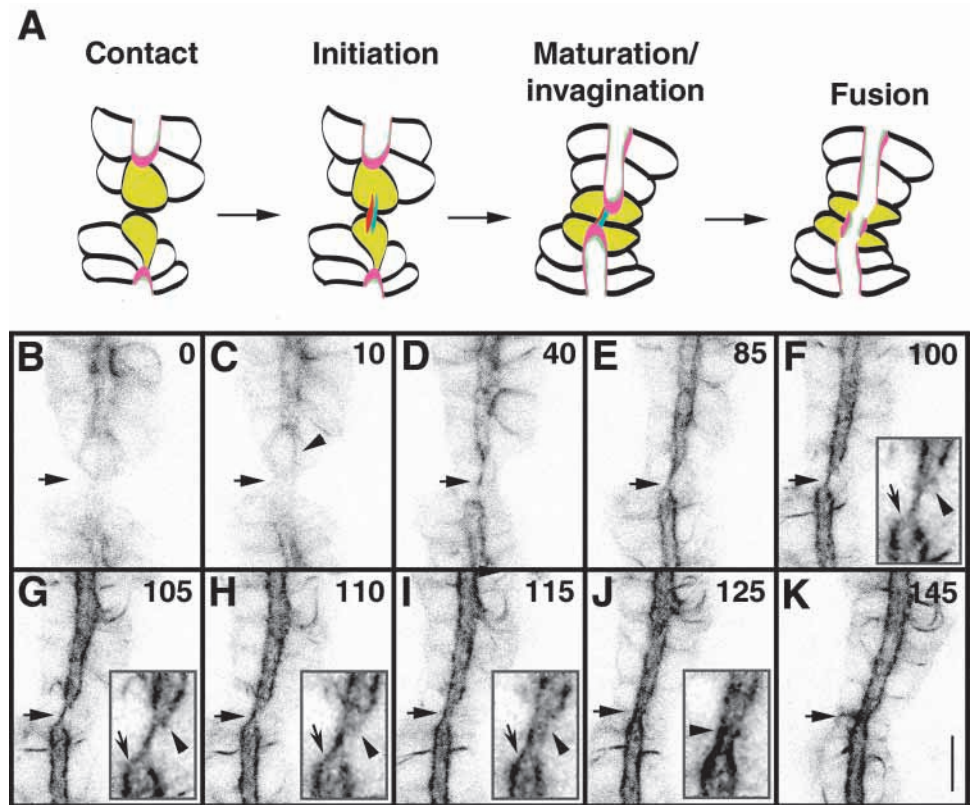 A
Contact
Initiation
Maturation/
invagination
Fusion
B
0
C
10
D
40
E
85
F
100
G
105
H
110
I
115
J
125
K
145